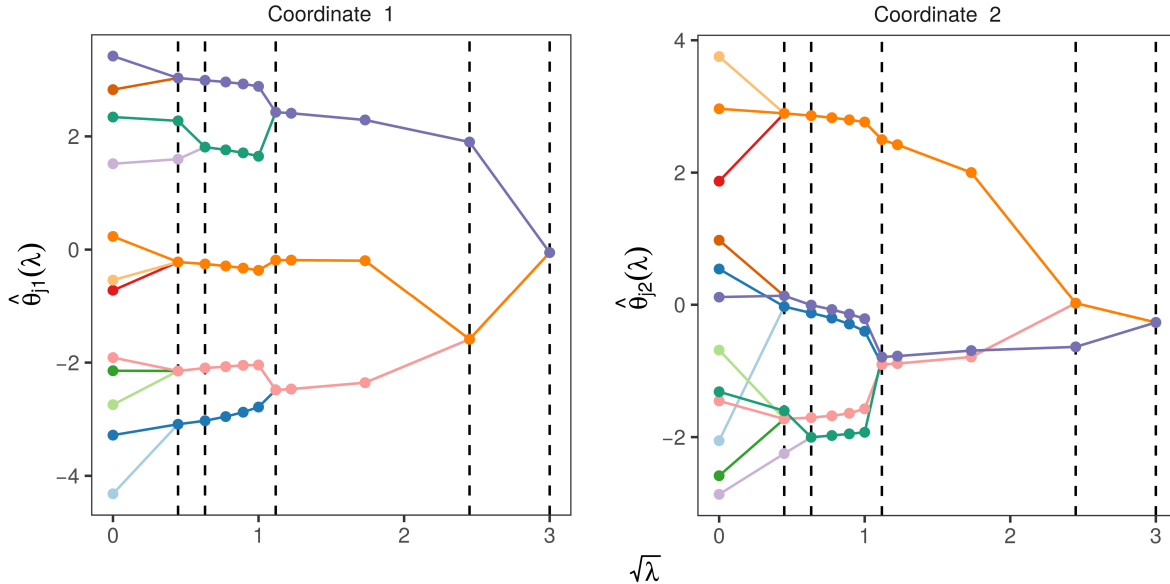 Coordinate 1
2
0
−2
−4
θ̂j1(λ)
0 1 2 3
Coordinate 2
4
2
0
−2
θ̂j2(λ)
0 1 2 3
√λ